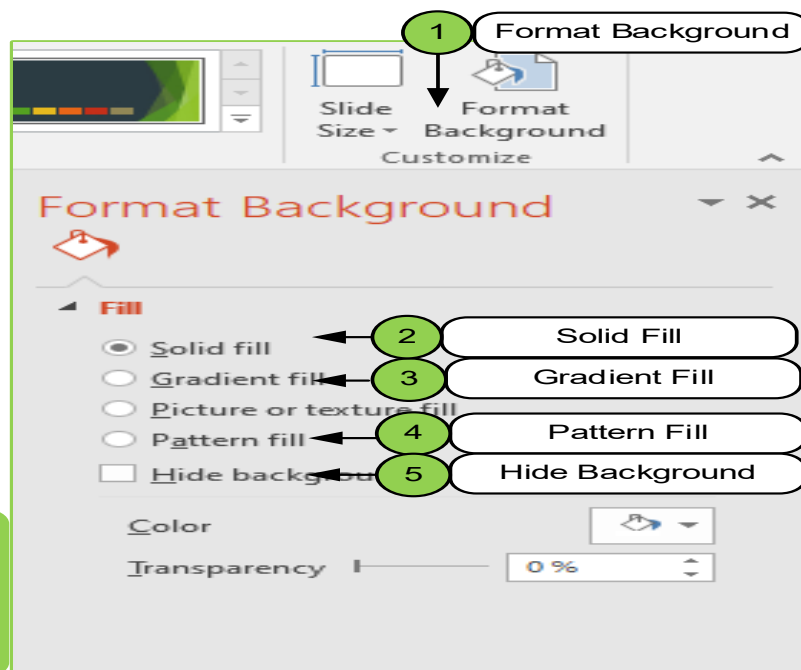 1 Format Background
Slide Format
Size Background
Customize
Format Background
Fill
2 Solid Fill
Solid fill
3 Gradient Fill
Gradient fill
Picture or texture fill
4 Pattern Fill
Pattern fill
5 Hide Background
Hide backgrou
Color
Transparency 0 %